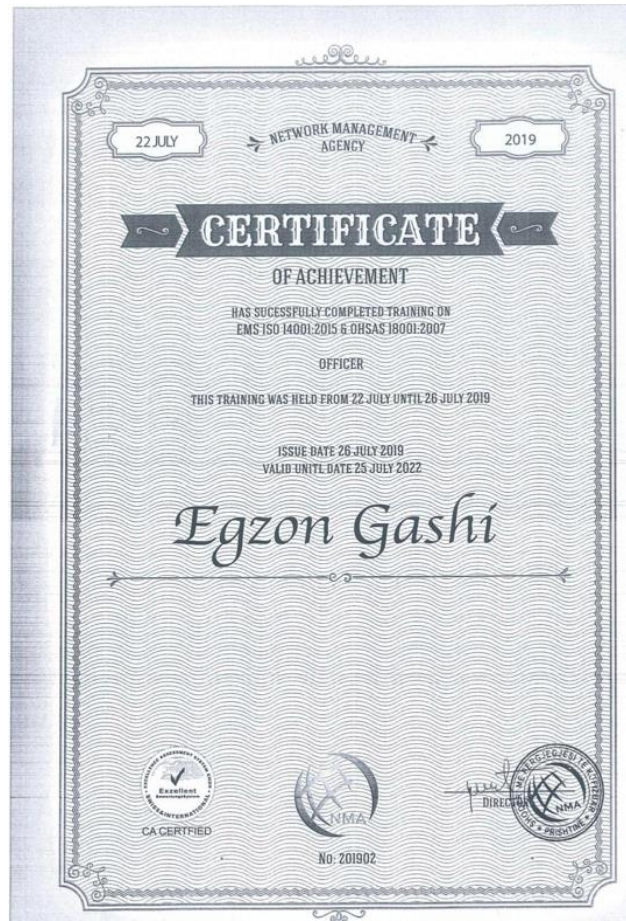 22 JULY
NETWORK MANAGEMENT
AGENCY
2019
CERTIFICATE
OF ACHIEVEMENT
HAS SUCESSFULLY COMPLETED TRAINING ON
EMS ISO 14001:2015 & OHSAS 18001:2007
OFFICER
THIS TRAINING WAS HELD FROM 22 JULY UNTIL 26 JULY 2019
ISSUE DATE 26 JULY 2019
VALID UNITL DATE 25 JULY 2022
Egzon Gashi
Exzellent
CA CERTFIED
NMA
No: 201902
DIRECTOR
NMA
PRISHTINË